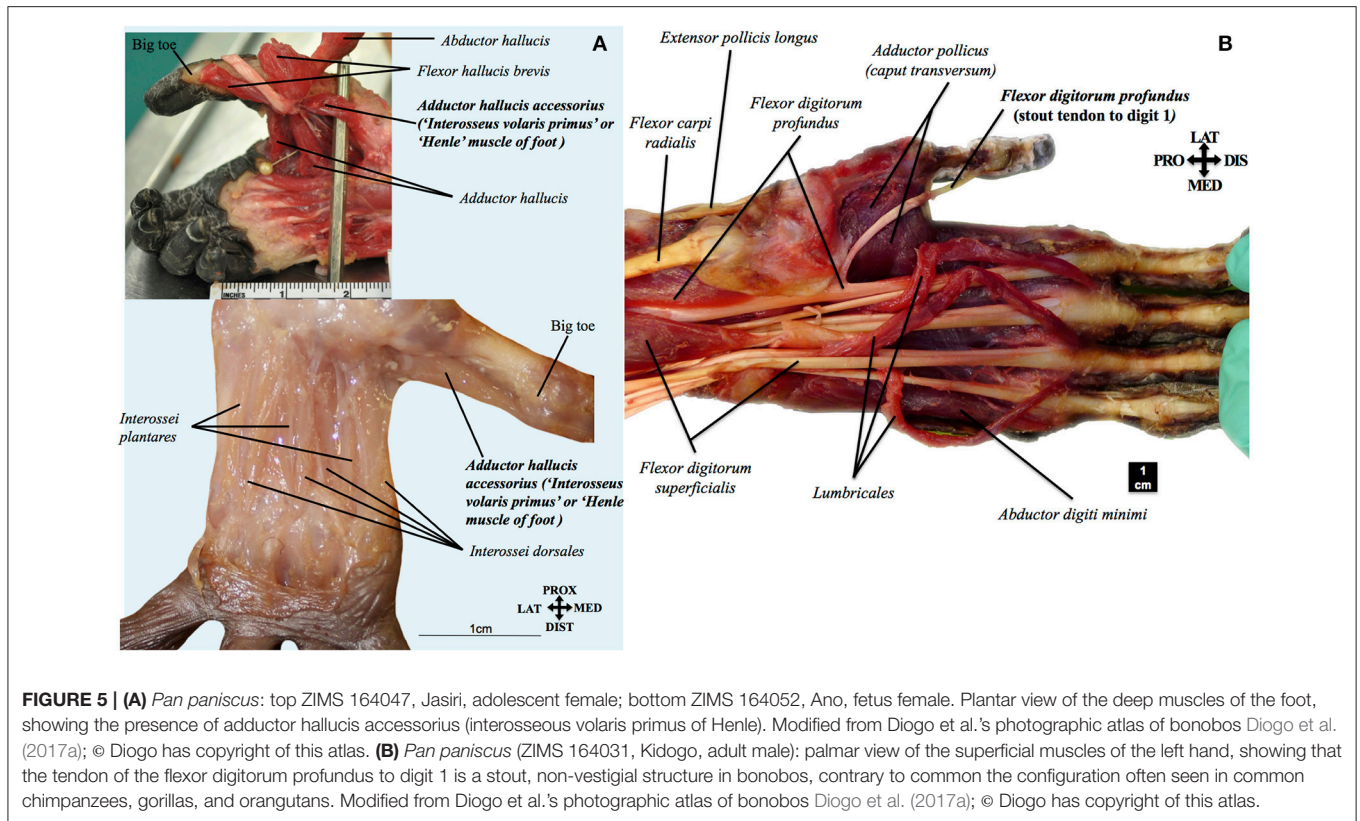 A
Big toe
Abductor hallucis
Flexor hallucis brevis
Adductor hallucis accessorius
('Interosseus volaris primus' or
'Henle' muscle of foot )
Adductor hallucis
INCHES 1 2
Big toe
Interossei
plantares
Adductor hallucis
accessorius ('Interosseus
volaris primus' or 'Henle
muscle of foot )
Interossei dorsales
PROX
LAT MED
DIST
1cm
B
Extensor pollicis longus
Adductor pollicus
(caput transversum)
Flexor digitorum
profundus
Flexor digitorum profundus
(stout tendon to digit 1)
Flexor carpi
radialis
LAT
PRO DIS
MED
Flexor digitorum
superficialis
Lumbricales
Abductor digiti minimi
1
cm
FIGURE 5 | (A) Pan paniscus: top ZIMS 164047, Jasiri, adolescent female; bottom ZIMS 164052, Ano, fetus female. Plantar view of the deep muscles of the foot,
showing the presence of adductor hallucis accessorius (interosseous volaris primus of Henle). Modified from Diogo et al.'s photographic atlas of bonobos Diogo et al.
(2017a); © Diogo has copyright of this atlas. (B) Pan paniscus (ZIMS 164031, Kidogo, adult male): palmar view of the superficial muscles of the left hand, showing that
the tendon of the flexor digitorum profundus to digit 1 is a stout, non-vestigial structure in bonobos, contrary to common the configuration often seen in common
chimpanzees, gorillas, and orangutans. Modified from Diogo et al.'s photographic atlas of bonobos Diogo et al. (2017a); © Diogo has copyright of this atlas.